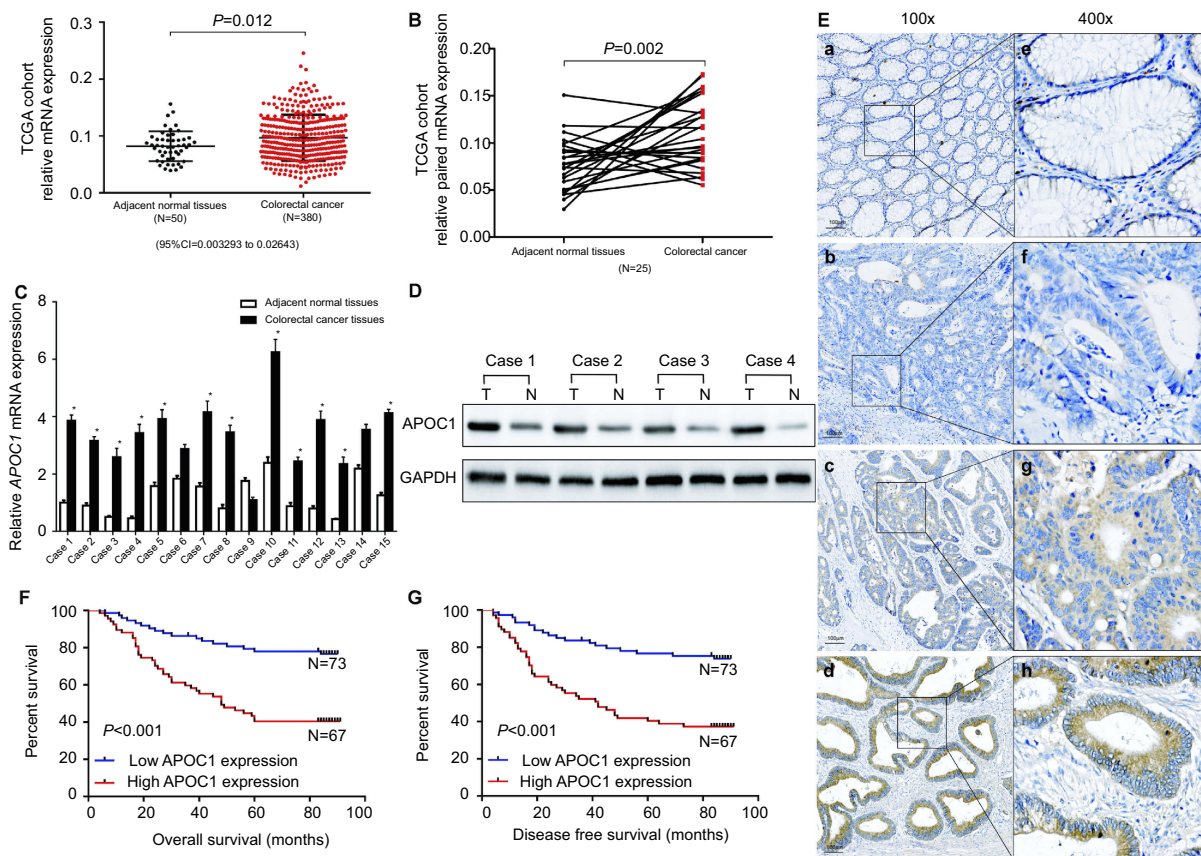 P=0.012
TCGA cohort
relative mRNA expression
0.3
0.2
0.1
0.0
Adjacent normal tissues
(N=50)
Colorectal cancer
(N=380)
(95%CI=0.003293 to 0.02643)
B
P=0.002
TCGA cohort
relative paired mRNA expression
0.20
0.15
0.10
0.05
0.00
Adjacent normal tissues
Colorectal cancer
(N=25)
C
Relative APOC1 mRNA expression
8
6
4
2
0
Adjacent normal tissues
Colorectal cancer tissues
* * * * * * * * * * * *
Case 1
Case 2
Case 3
Case 4
Case 5
Case 6
Case 7
Case 8
Case 9
Case 10
Case 11
Case 12
Case 13
Case 14
Case 15
D
Case 1 Case 2 Case 3 Case 4
T N T N T N T N
APOC1
GAPDH
E 100x 400x
a
100μm
e
b
100μm
f
c
100μm
g
d
100μm
h
F
Percent survival
100
80
60
40
20
0
N=73
N=67
P<0.001
Low APOC1 expression
High APOC1 expression
0 20 40 60 80 100
Overall survival (months)
G
Percent survival
100
80
60
40
20
0
N=73
N=67
P<0.001
Low APOC1 expression
High APOC1 expression
0 20 40 60 80 100
Disease free survival (months)